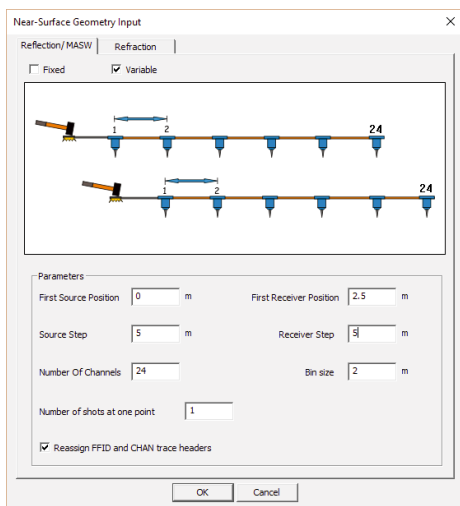 Near-Surface Geometry Input
Reflection/MASW Refraction
Fixed Variable
1 2 24
1 2 24
Parameters
First Source Position 0 m First Receiver Position 2.5 m
Source Step 5 m Receiver Step 5 m
Number Of Channels 24 Bin size 2 m
Number of shots at one point 1
Reassign FFID and CHAN trace headers
OK Cancel